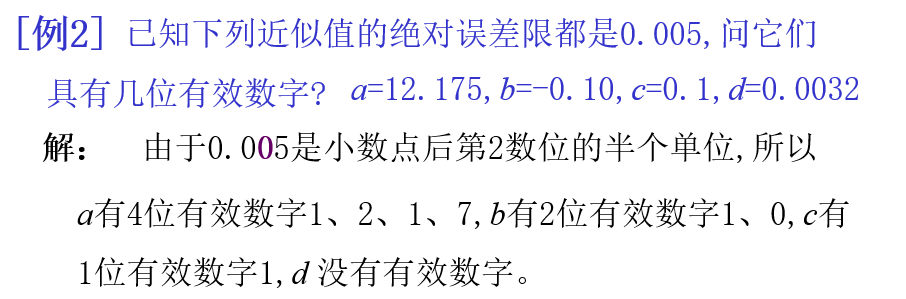 [例2] 已知下列近似值的绝对误差限都是0.005,问它们
具有几位有效数字? a=12.175,b=-0.10,c=0.1,d=0.0032
解： 由于0.005是小数点后第2数位的半个单位,所以
a有4位有效数字1、2、1、7,b有2位有效数字1、0,c有
1位有效数字1,d 没有有效数字。